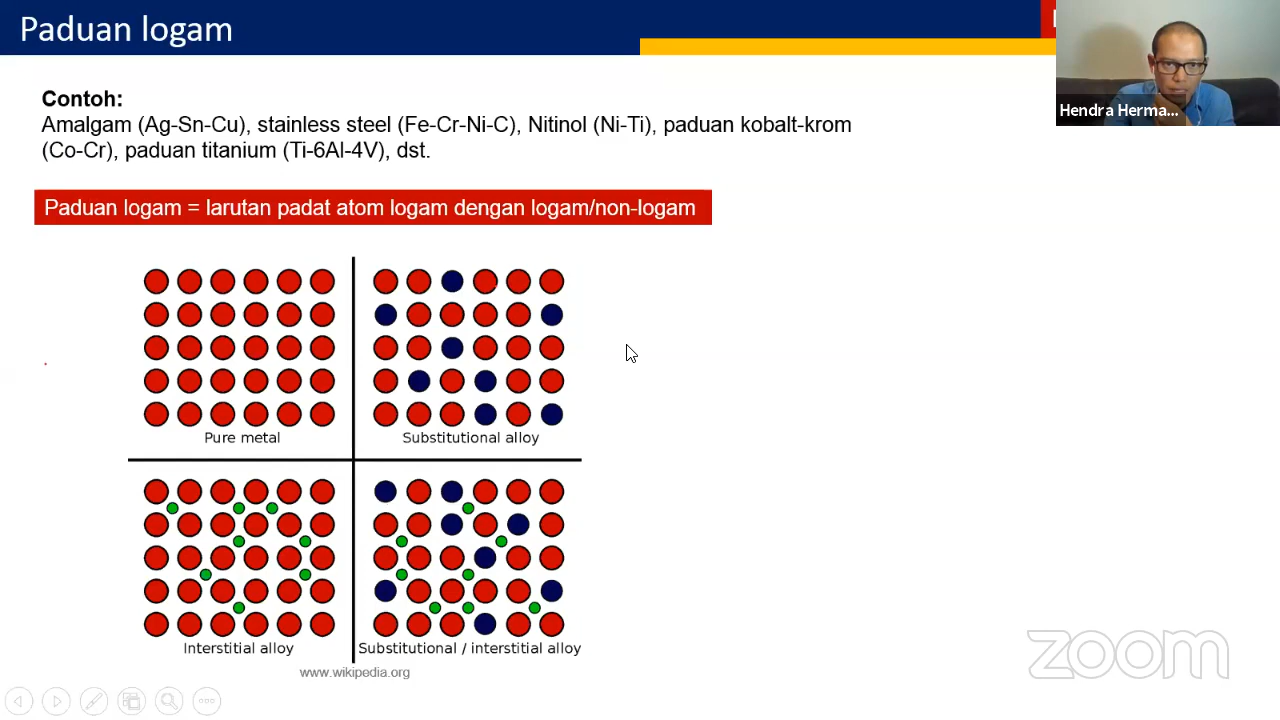 Paduan logam
Hendra Herma...
Contoh:
Amalgam (Ag-Sn-Cu), stainless steel (Fe-Cr-Ni-C), Nitinol (Ni-Ti), paduan kobalt-krom
(Co-Cr), paduan titanium (Ti-6Al-4V), dst.
Paduan logam = larutan padat atom logam dengan logam/non-logam
Pure metal
Substitutional alloy
Interstitial alloy
Substitutional / interstitial alloy
www.wikipedia.org
zoom